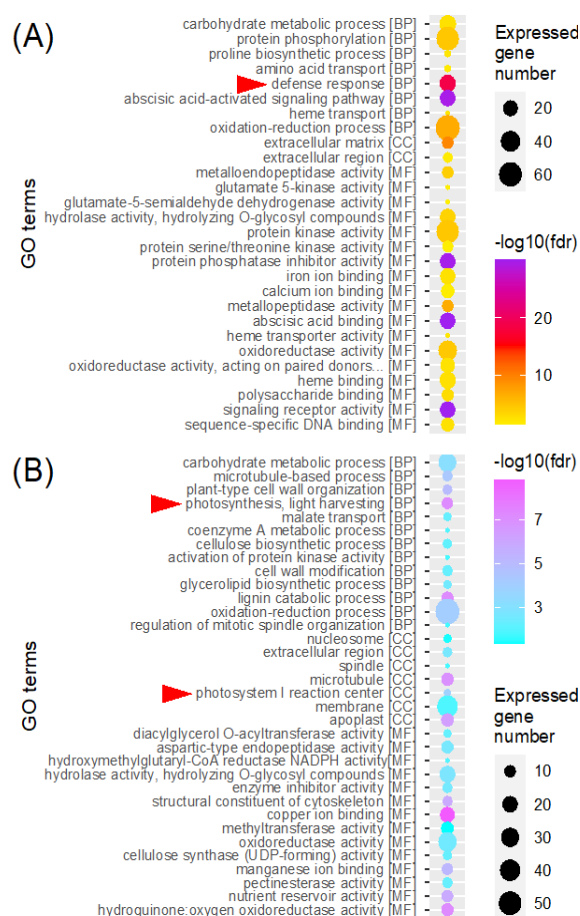 (A)
carbohydrate metabolic process [BP]
protein phosphorylation [BP]
proline biosynthetic process [BP]
amino acid transport [BP]
defense response [BP]
abscisic acid-activated signaling pathway [BP]
heme transport [BP]
oxidation-reduction process [BP]
extracellular matrix [CC]
extracellular region [CC]
metalloendopeptidase activity [MF]
glutamate 5-kinase activity [MF]
glutamate-5-semialdehyde dehydrogenase activity [MF]
hydrolase activity, hydrolyzing O-glycosyl compounds [MF]
protein kinase activity [MF]
protein serine/threonine kinase activity [MF]
protein phosphatase inhibitor activity [MF]
iron ion binding [MF]
calcium ion binding [MF]
metallopeptidase activity [MF]
abscisic acid binding [MF]
heme transporter activity [MF]
oxidoreductase activity [MF]
oxidoreductase activity, acting on paired donors... [MF]
heme binding [MF]
polysaccharide binding [MF]
signaling receptor activity [MF]
sequence-specific DNA binding [MF]
GO terms
Expressed
gene
number
20
40
60
-log10(fdr)
20
10
(B)
carbohydrate metabolic process [BP]
microtubule-based process [BP]
plant-type cell wall organization [BP]
photosynthesis, light harvesting [BP]
malate transport [BP]
coenzyme A metabolic process [BP]
cellulose biosynthetic process [BP]
activation of protein kinase activity [BP]
cell wall modification [BP]
glycerolipid biosynthetic process [BP]
lignin catabolic process [BP]
oxidation-reduction process [BP]
regulation of mitotic spindle organization [BP]
nucleosome [CC]
extracellular region [CC]
spindle [CC]
microtubule [CC]
photosystem I reaction center [CC]
membrane [CC]
apoplast [CC]
diacylglycerol O-acyltransferase activity [MF]
aspartic-type endopeptidase activity [MF]
hydroxymethylglutaryl-CoA reductase NADPH activity[MF]
hydrolase activity, hydrolyzing O-glycosyl compounds [MF]
enzyme inhibitor activity [MF]
structural constituent of cytoskeleton [MF]
copper ion binding [MF]
methyltransferase activity [MF]
oxidoreductase activity [MF]
cellulose synthase (UDP-forming) activity [MF]
manganese ion binding [MF]
pectinesterase activity [MF]
nutrient reservoir activity [MF]
hydroquinone:oxygen oxidoreductase activity [MF]
GO terms
-log10(fdr)
7
5
3
Expressed
gene
number
10
20
30
40
50